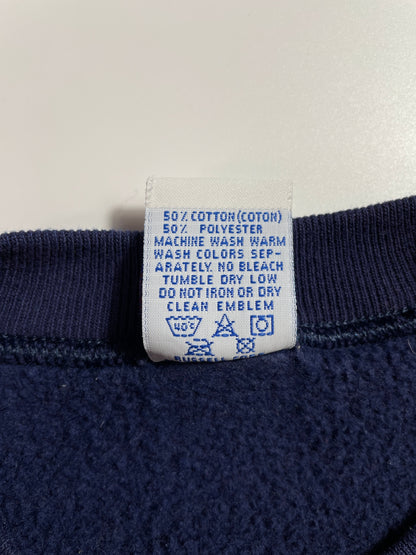 50% COTTON (COTON)
50% POLYESTER
MACHINE WASH WARM
WASH COLORS SEP-
ARATELY. NO BLEACH
TUMBLE DRY LOW
DO NOT IRON OR DRY
CLEAN EMBLEM
40°C
RUSSELL